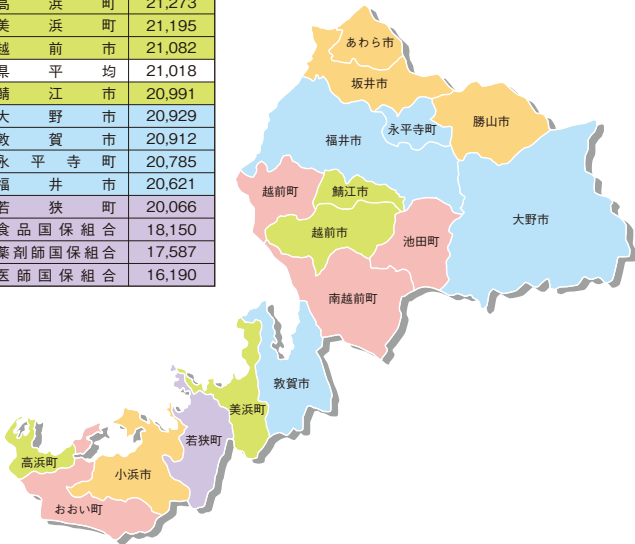 高浜町 21,273
美浜町 21,195
越前市 21,082
県平均 21,018
鯖江市 20,991
大野市 20,929
敦賀市 20,912
永平寺町 20,785
福井市 20,621
若狭町 20,066
食品国保組合 18,150
薬剤師国保組合 17,587
医師国保組合 16,190
あわら市
坂井市
永平寺町
勝山市
福井市
越前町
鯖江市
大野市
越前市
池田町
南越前町
敦賀市
美浜町
若狭町
高浜町
小浜市
おおい町